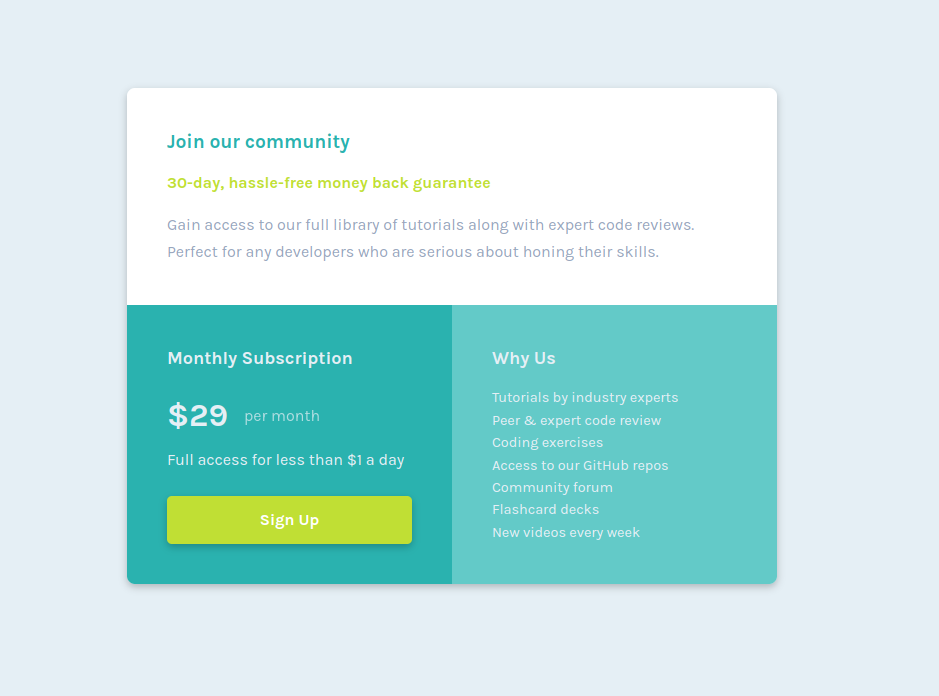 Join our community
30-day, hassle-free money back guarantee
Gain access to our full library of tutorials along with expert code reviews.
Perfect for any developers who are serious about honing their skills.
Monthly Subscription
$29 per month
Full access for less than $1 a day
Sign Up
Why Us
Tutorials by industry experts
Peer & expert code review
Coding exercises
Access to our GitHub repos
Community forum
Flashcard decks
New videos every week